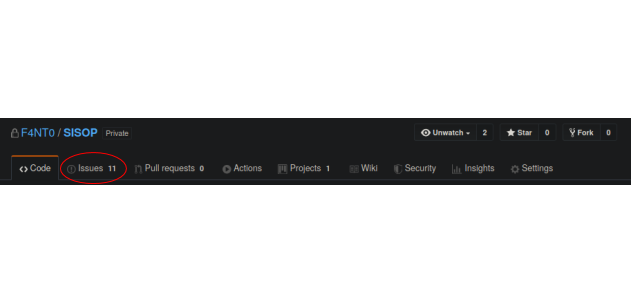 F4NT0 / SISOP Private Unwatch 2 Star 0 Fork 0
Code Issues 11 Pull requests 0 Actions Projects 1 Wiki Security Insights Settings